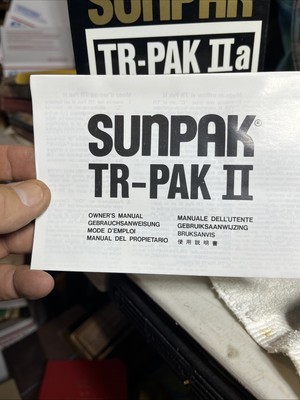 SUNPAK
TR-PAK IIa
SUNPAK®
TR-PAK II
OWNER'S MANUAL
GEBRAUCHSANWEISUNG
MODE D'EMPLOI
MANUAL DEL PROPIETARIO
MANUALE DELL'UTENTE
GEBRUIKSAANWIJZING
BRUKSANVIS
使用說明書